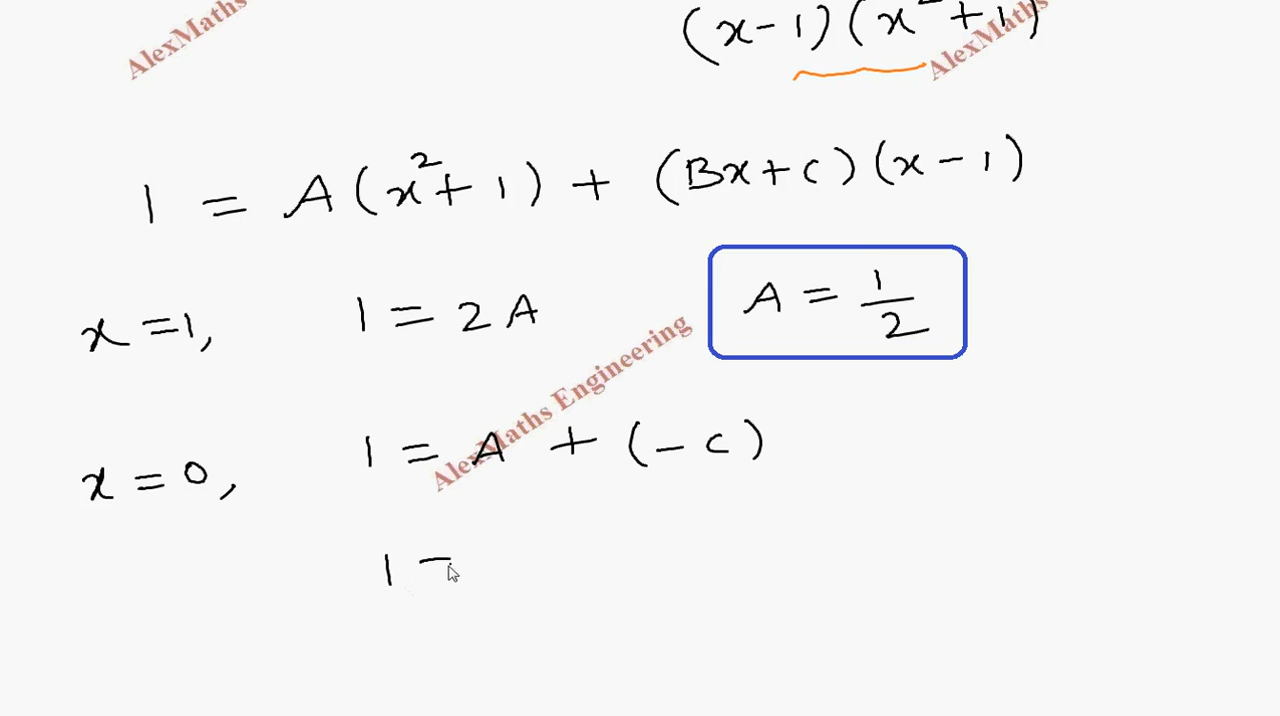 (x-1)(x²+1)
AlexMaths
AlexMaths
1 = A(x²+1) + (Bx+c)(x-1)
x=1, 1=2A A = 1/2
AlexMaths Engineering
x=0, 1 = A + (-c)
1 =